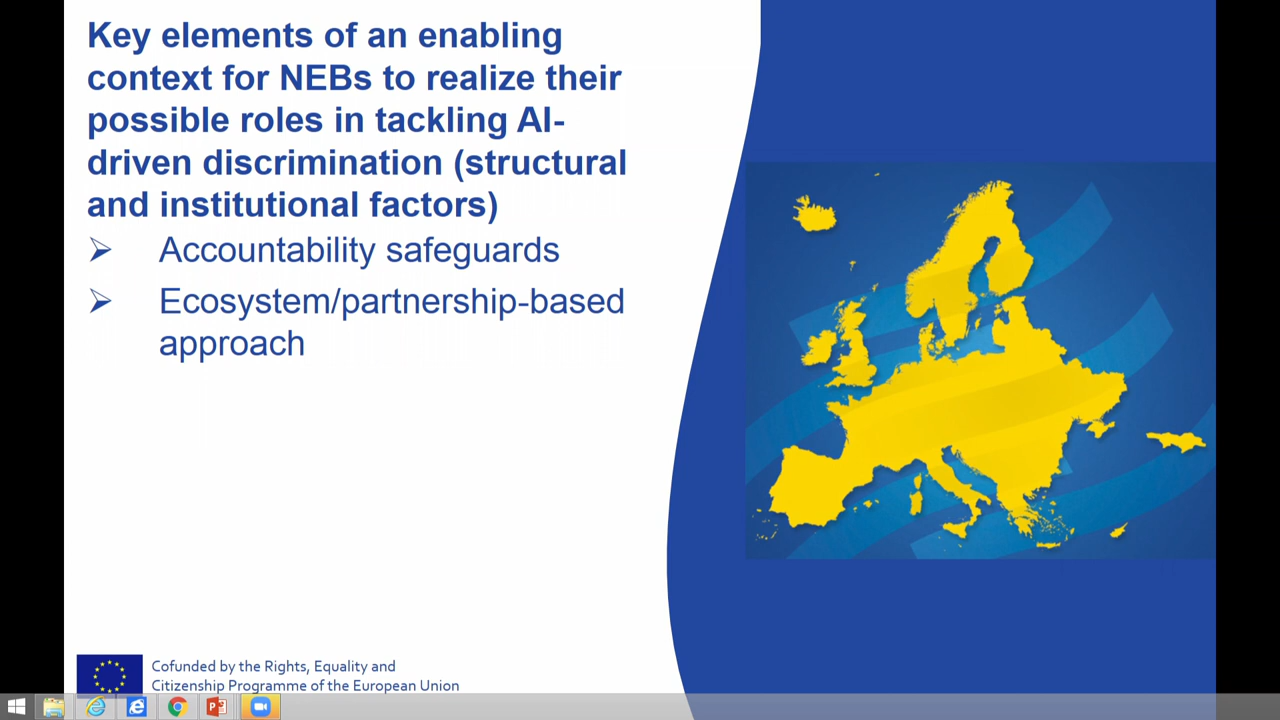 Key elements of an enabling
context for NEBs to realize their
possible roles in tackling AI-
driven discrimination (structural
and institutional factors)
Accountability safeguards
Ecosystem/partnership-based
approach
Cofunded by the Rights, Equality and
Citizenship Programme of the European Union